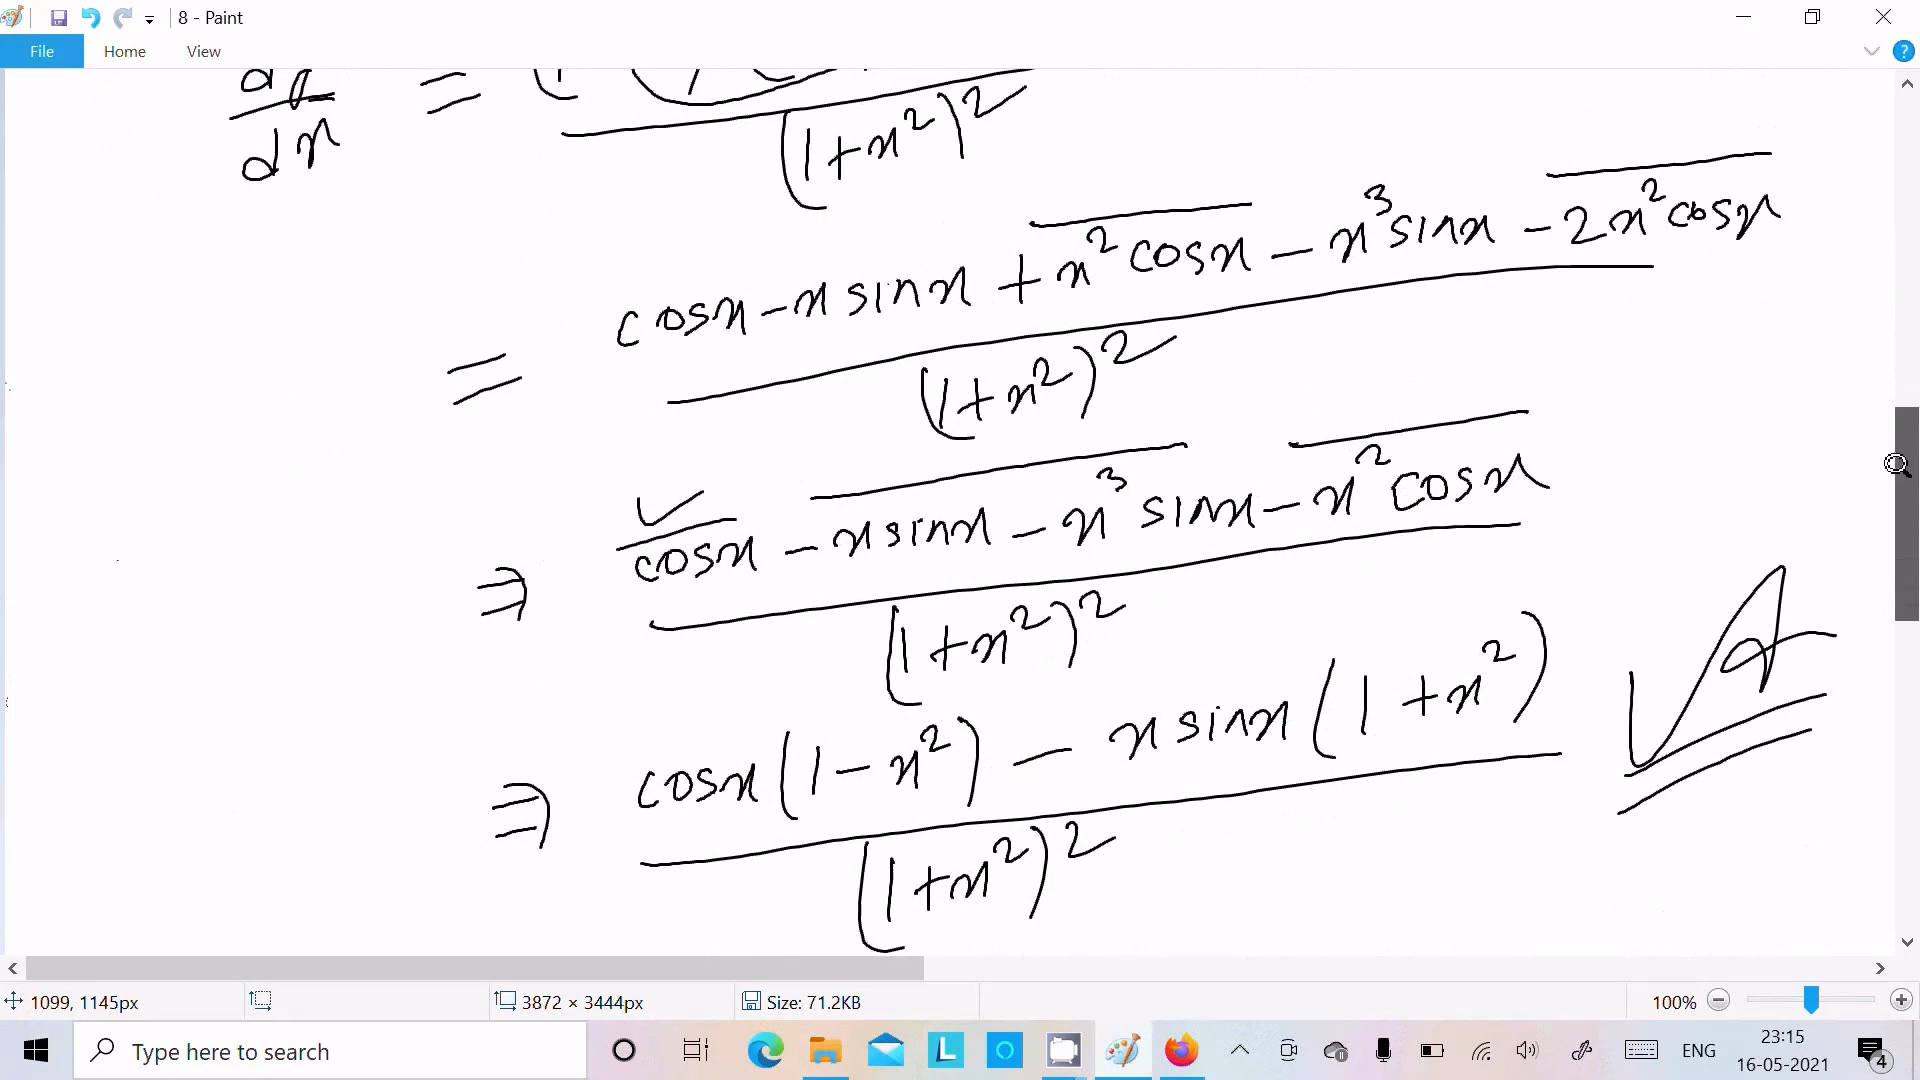 8 - Paint
File Home View
dy/dx = /(1+x²)²
= cosx - x sinx + x² cosx - x³ sinx - 2x² cosx
(1+x²)²
⇒ cosx - x sinx - x³ sinx - x² cosx
(1+x²)²
⇒ cosx(1-x²) - x sinx(1+x²)
(1+x²)²
1099, 1145px 3872 × 3444px Size: 71.2KB 100%
Type here to search ENG 23:15
16-05-2021 4